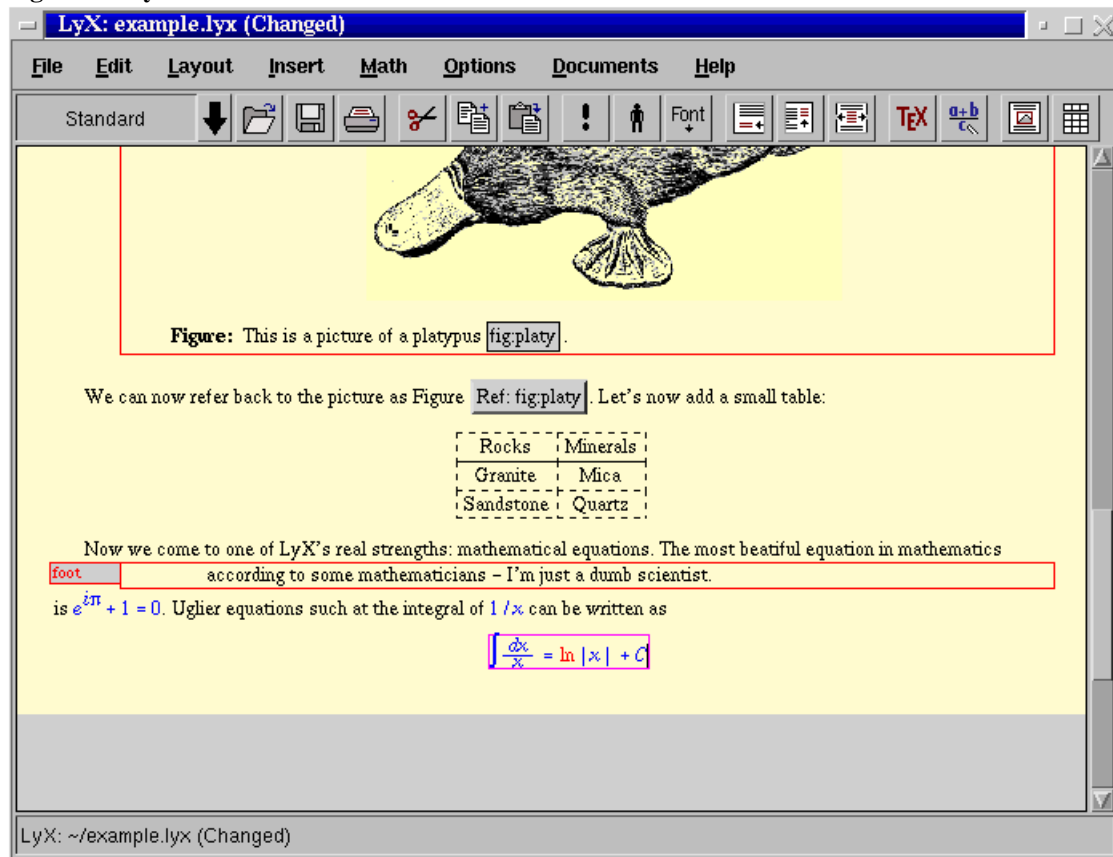 LyX: example.lyx (Changed)
File Edit Layout Insert Math Options Documents Help
Standard Font TEX a+b c
Figure: This is a picture of a platypus fig:platy .
We can now refer back to the picture as Figure Ref: fig:platy . Let's now add a small table:
Rocks Minerals
Granite Mica
Sandstone Quartz
Now we come to one of LyX's real strengths: mathematical equations. The most beatiful equation in mathematics
foot according to some mathematicians – I'm just a dumb scientist.
is e^{iπ} + 1 = 0. Uglier equations such at the integral of 1/x can be written as
∫ dx/x = ln |x| + C
LyX: ~/example.lyx (Changed)